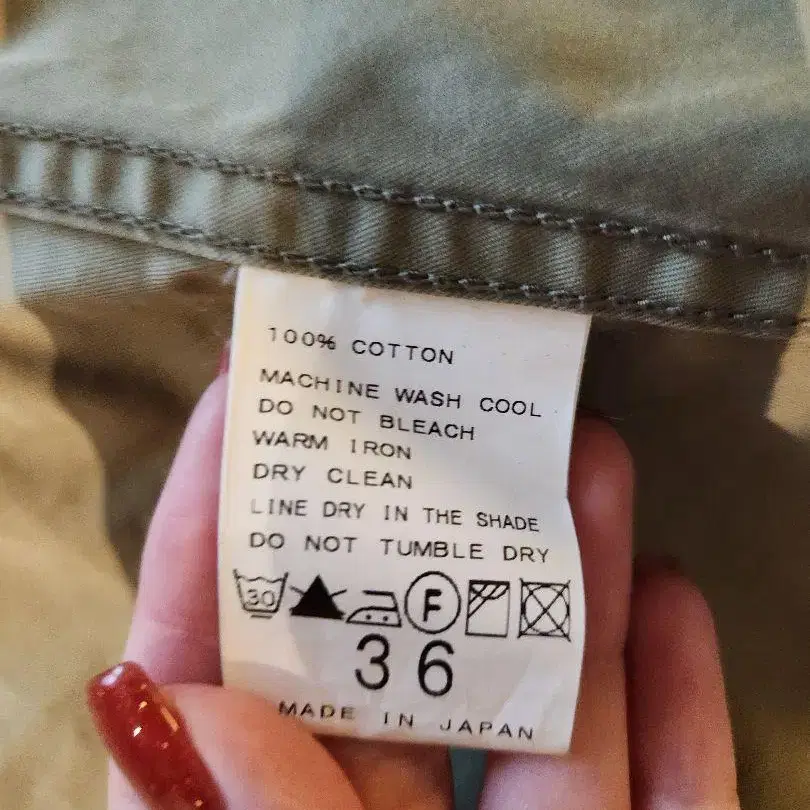 100% COTTON
MACHINE WASH COOL
DO NOT BLEACH
WARM IRON
DRY CLEAN
LINE DRY IN THE SHADE
DO NOT TUMBLE DRY
30 F
36
MADE IN JAPAN